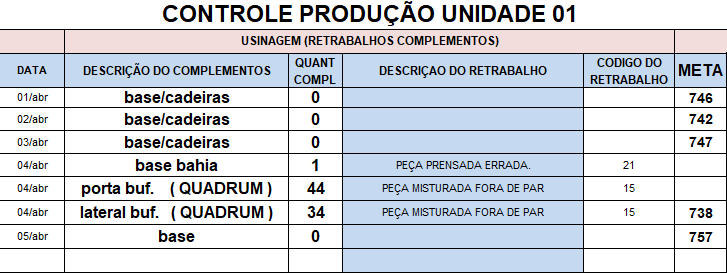 CONTROLE PRODUÇÃO UNIDADE 01
USINAGEM (RETRABALHOS COMPLEMENTOS)
DATA DESCRIÇÃO DO COMPLEMENTOS QUANT COMPL DESCRIÇAO DO RETRABALHO CODIGO DO RETRABALHO META
01/abr base/cadeiras 0 746
02/abr base/cadeiras 0 742
03/abr base/cadeiras 0 747
04/abr base bahia 1 PEÇA PRENSADA ERRADA. 21
04/abr porta buf. ( QUADRUM ) 44 PEÇA MISTURADA FORA DE PAR 15
04/abr lateral buf. ( QUADRUM ) 34 PEÇA MISTURADA FORA DE PAR 15 738
05/abr base 0 757